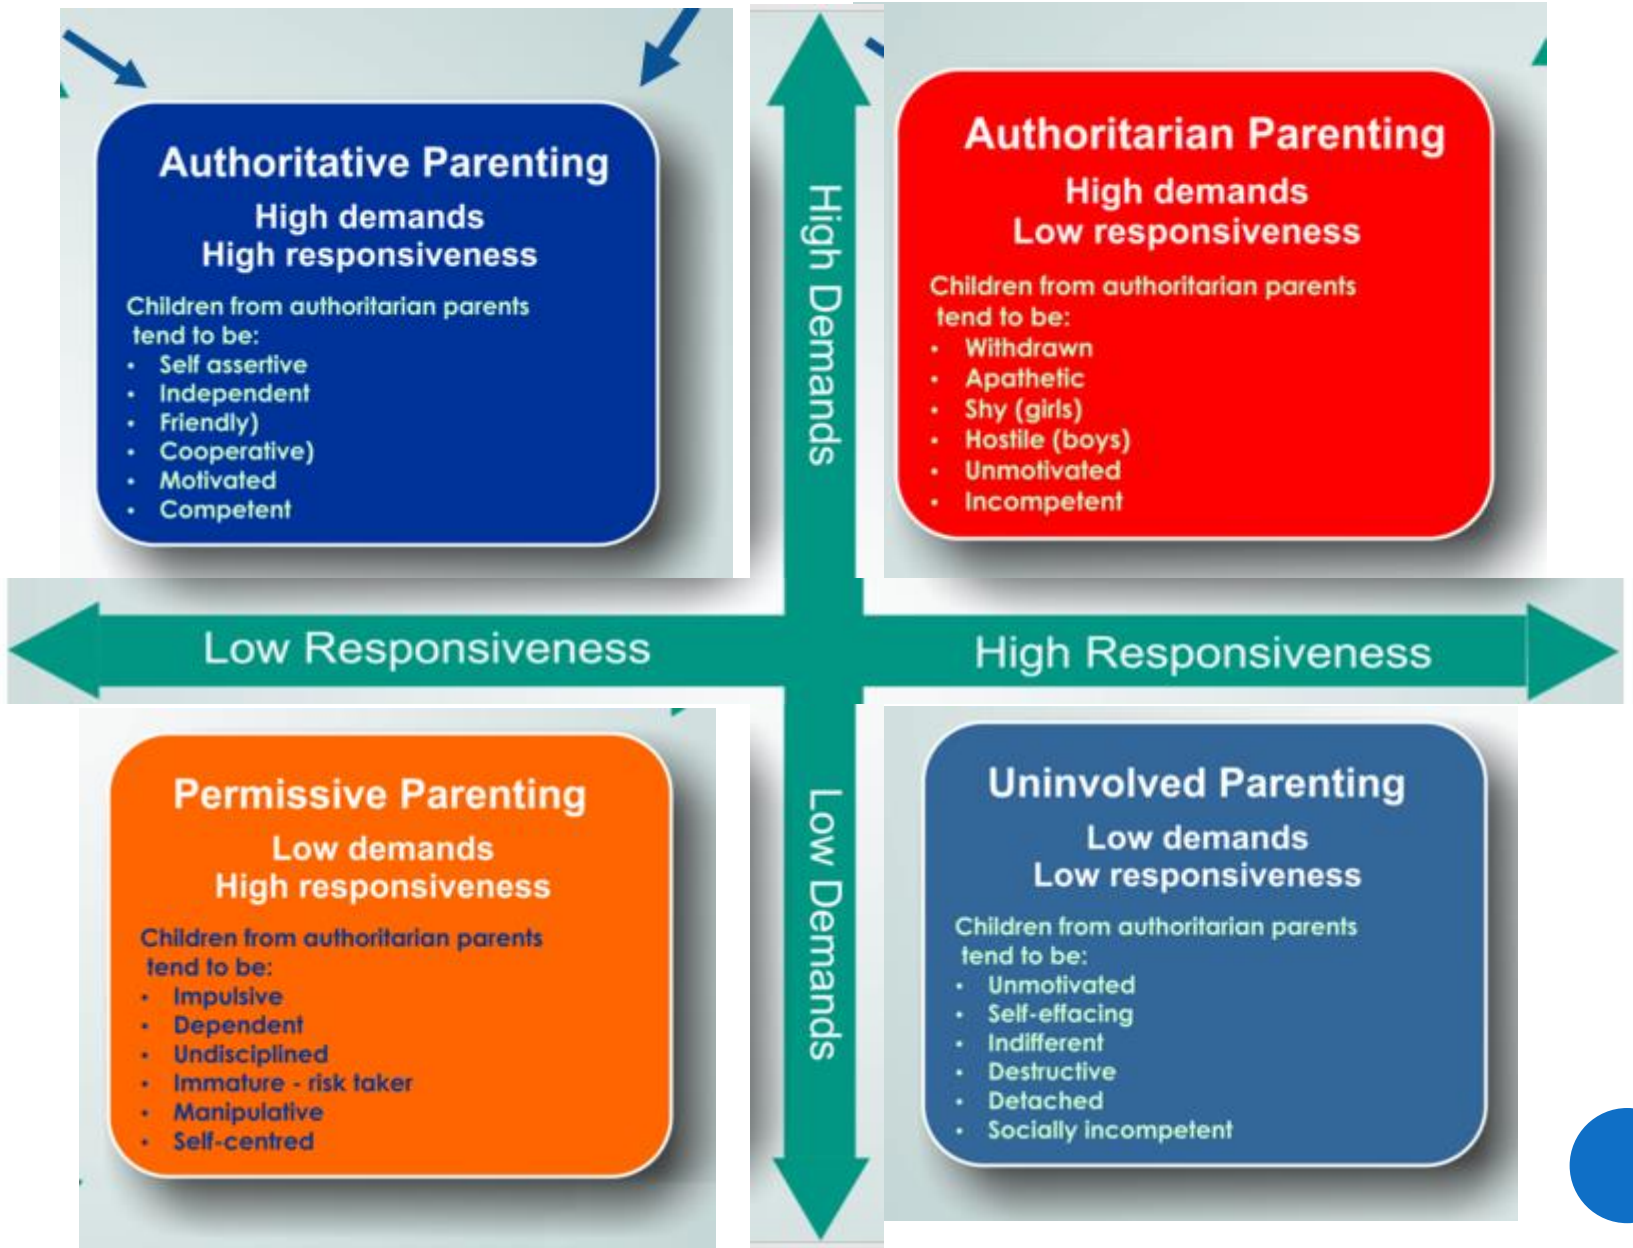 Authoritative Parenting
High demands
High responsiveness
Children from authoritarian parents
tend to be:
• Self assertive
• Independent
• Friendly)
• Cooperative)
• Motivated
• Competent
High Demands
Authoritarian Parenting
High demands
Low responsiveness
Children from authoritarian parents
tend to be:
• Withdrawn
• Apathetic
• Shy (girls)
• Hostile (boys)
• Unmotivated
• Incompetent
Low Responsiveness
High Responsiveness
Permissive Parenting
Low demands
High responsiveness
Children from authoritarian parents
tend to be:
• Impulsive
• Dependent
• Undisciplined
• Immature - risk taker
• Manipulative
• Self-centred
Low Demands
Uninvolved Parenting
Low demands
Low responsiveness
Children from authoritarian parents
tend to be:
• Unmotivated
• Self-effacing
• Indifferent
• Destructive
• Detached
• Socially incompetent